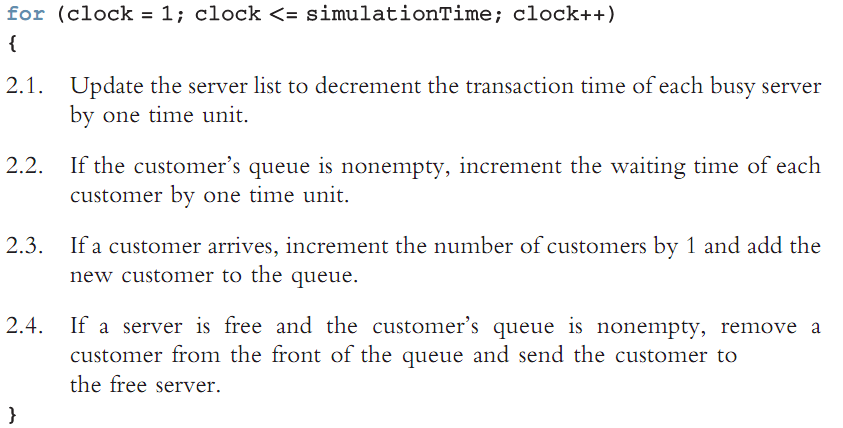 for (clock = 1; clock <= simulationTime; clock++)
{
2.1. Update the server list to decrement the transaction time of each busy server
by one time unit.
2.2. If the customer’s queue is nonempty, increment the waiting time of each
customer by one time unit.
2.3. If a customer arrives, increment the number of customers by 1 and add the
new customer to the queue.
2.4. If a server is free and the customer’s queue is nonempty, remove a
customer from the front of the queue and send the customer to
the free server.
}